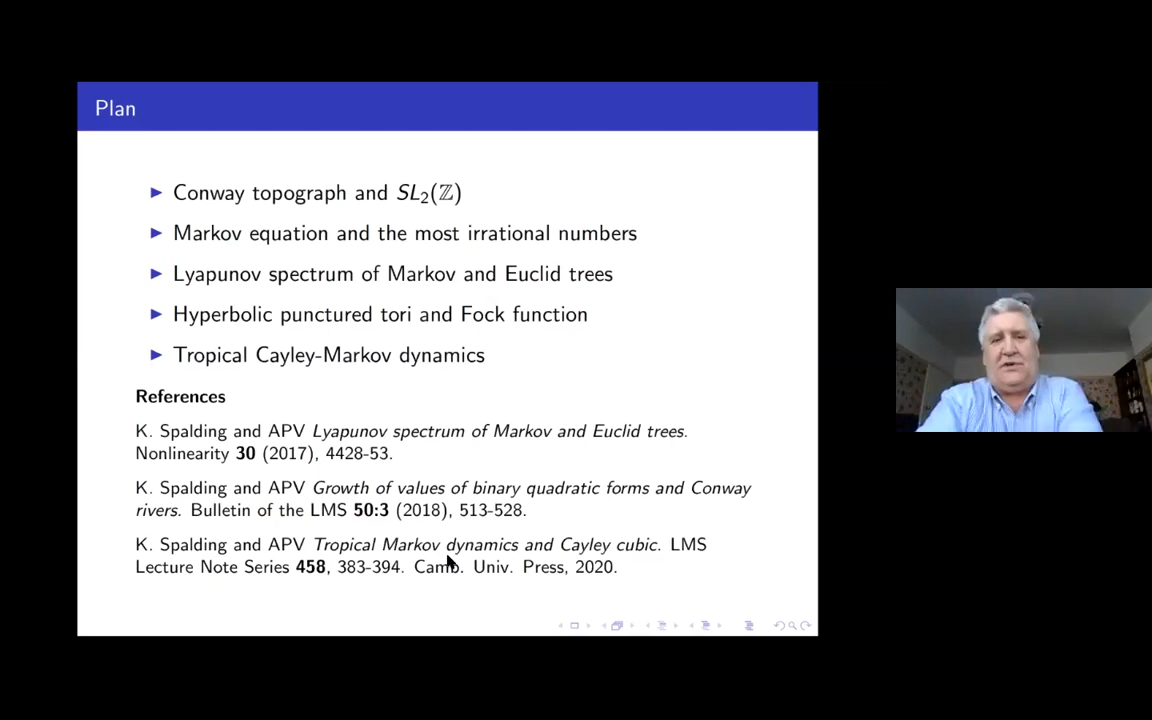 Plan
Conway topograph and SL₂(ℤ)
Markov equation and the most irrational numbers
Lyapunov spectrum of Markov and Euclid trees
Hyperbolic punctured tori and Fock function
Tropical Cayley-Markov dynamics
References
K. Spalding and APV Lyapunov spectrum of Markov and Euclid trees.
Nonlinearity 30 (2017), 4428-53.
K. Spalding and APV Growth of values of binary quadratic forms and Conway
rivers. Bulletin of the LMS 50:3 (2018), 513-528.
K. Spalding and APV Tropical Markov dynamics and Cayley cubic. LMS
Lecture Note Series 458, 383-394. Camb. Univ. Press, 2020.